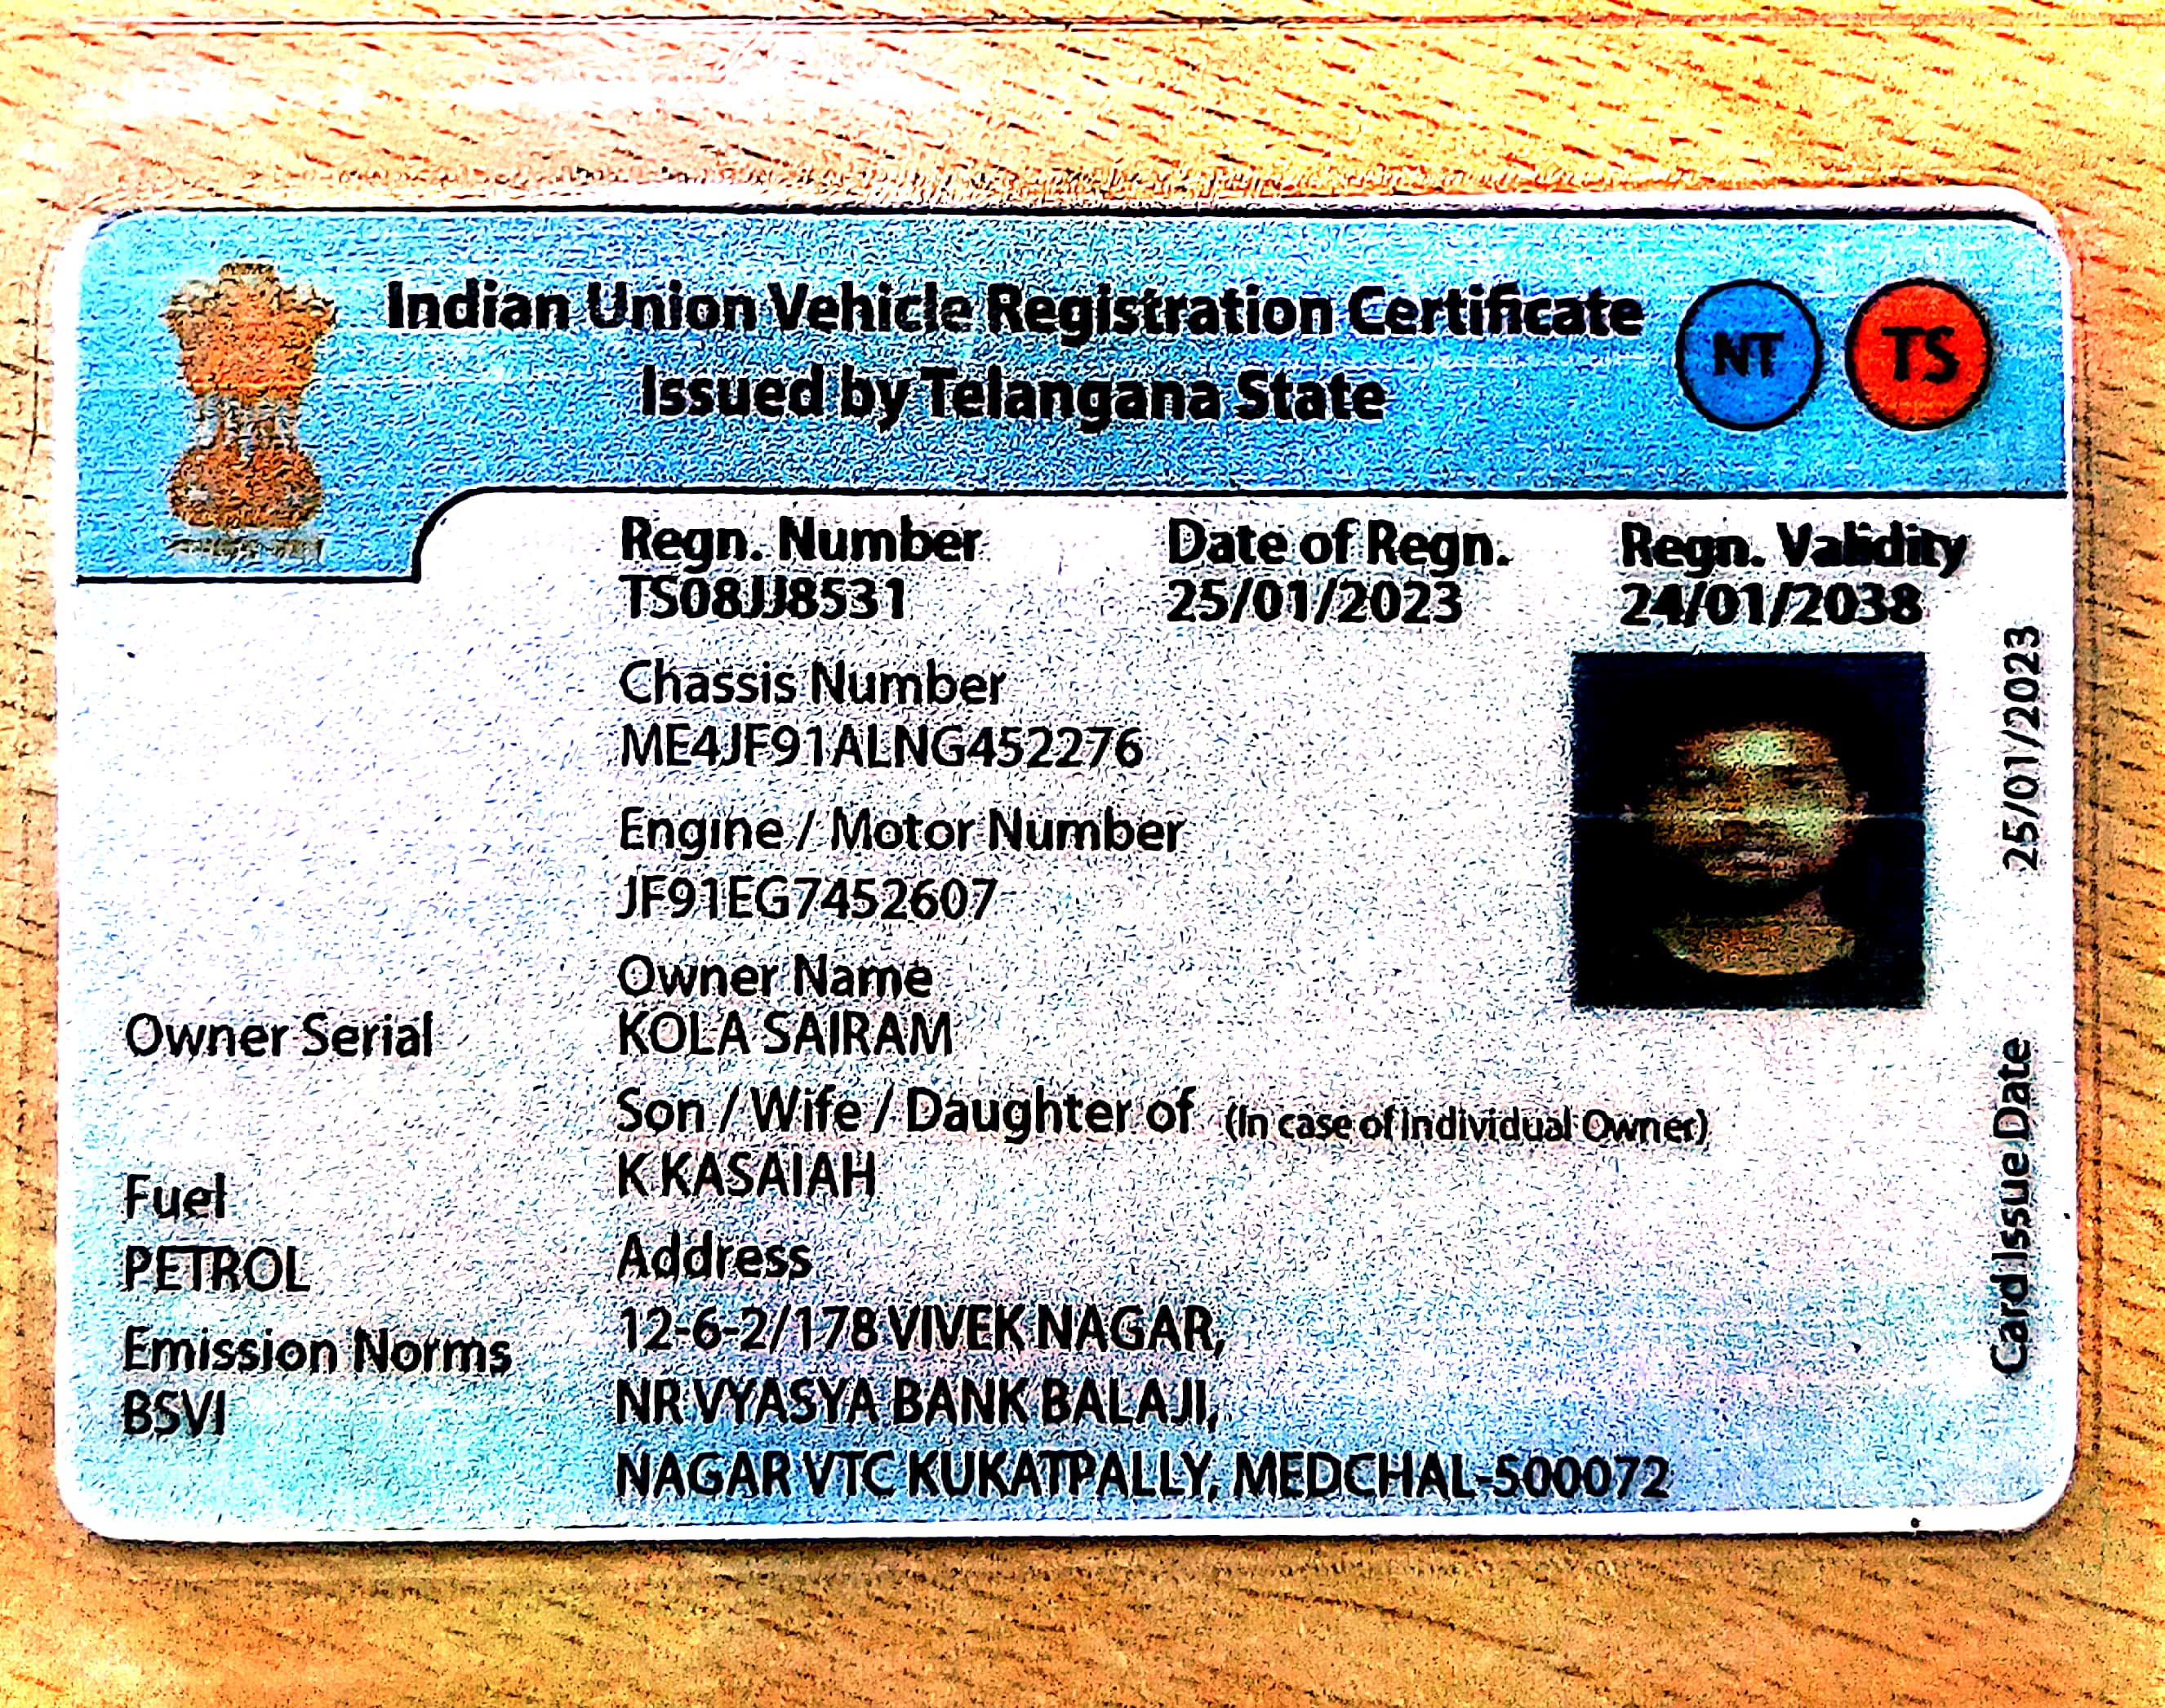 Indian Union Vehicle Registration Certificate
Issued by Telangana State
NT TS
Regn. Number Date of Regn. Regn. Validity
TS08JJ8531 25/01/2023 24/01/2038
Chassis Number
ME4JF91ALNG452276
Engine / Motor Number
JF91EG7452607
Owner Name
Owner Serial KOLA SAIRAM
Son / Wife / Daughter of (In case of Individual Owner)
K KASAIAH
Fuel
PETROL
Address
12-6-2/178 VIVEK NAGAR,
Emission Norms
BSVI
NR VYASYA BANK BALAJI,
NAGAR VTC KUKATPALLY, MEDCHAL-500072
Card Issue Date 25/01/2023